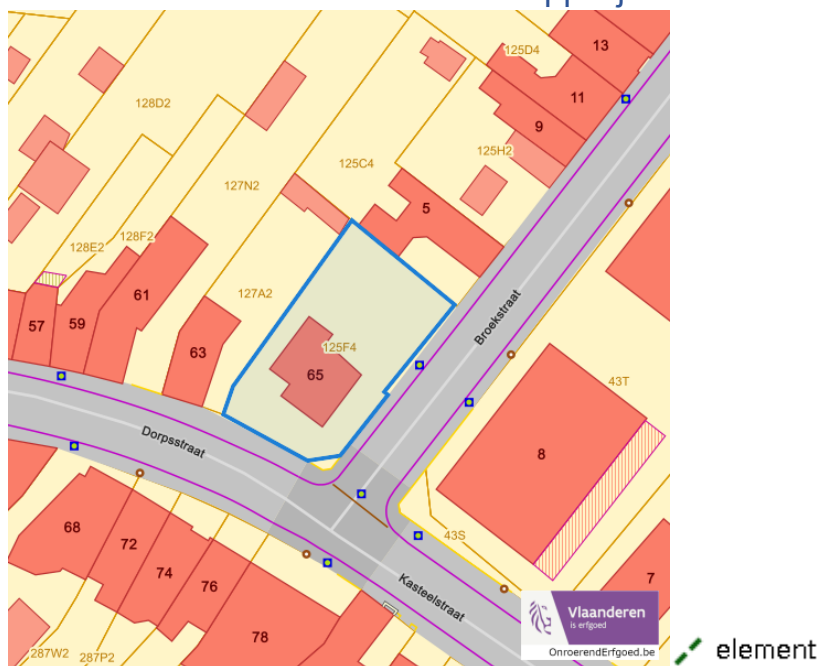 125D4
13
11
9
128D2
125H2
125C4
127N2
5
128F2
128E2
61
127A2
57
59
Broekstraat
63
125F4
65
43T
Dorpsstraat
8
68
72
43S
74
76
Kasteelstraat
7
78
Vlaanderen
is erfgoed
287W2
287P2
OnroerendErfgoed.be
element